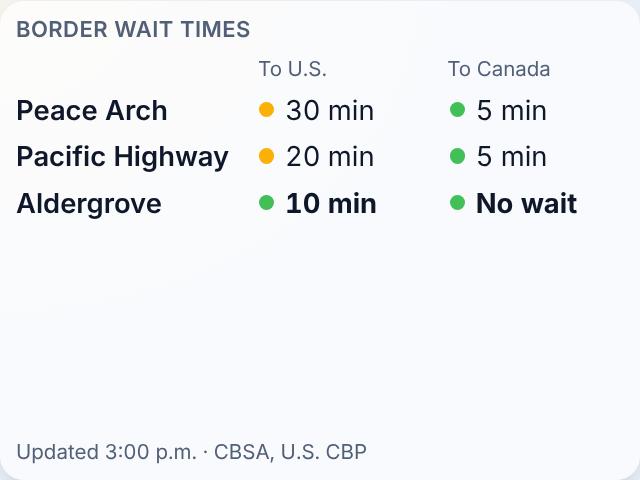 BORDER WAIT TIMES
To U.S. To Canada
Peace Arch 30 min 5 min
Pacific Highway 20 min 5 min
Aldergrove 10 min No wait
Updated 3:00 p.m. · CBSA, U.S. CBP